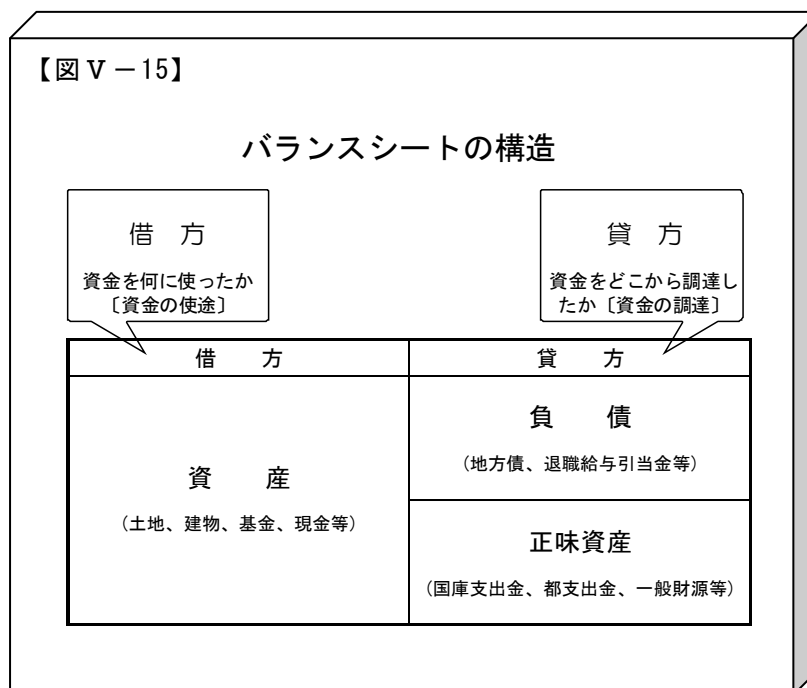 【図Ⅴ－15】
バランスシートの構造
借　方
資金を何に使ったか
〔資金の使途〕
貸　方
資金をどこから調達し
たか〔資金の調達〕
借　　方
貸　　方
資　　産
（土地、建物、基金、現金等）
負　　債
（地方債、退職給与引当金等）
正味資産
（国庫支出金、都支出金、一般財源等）